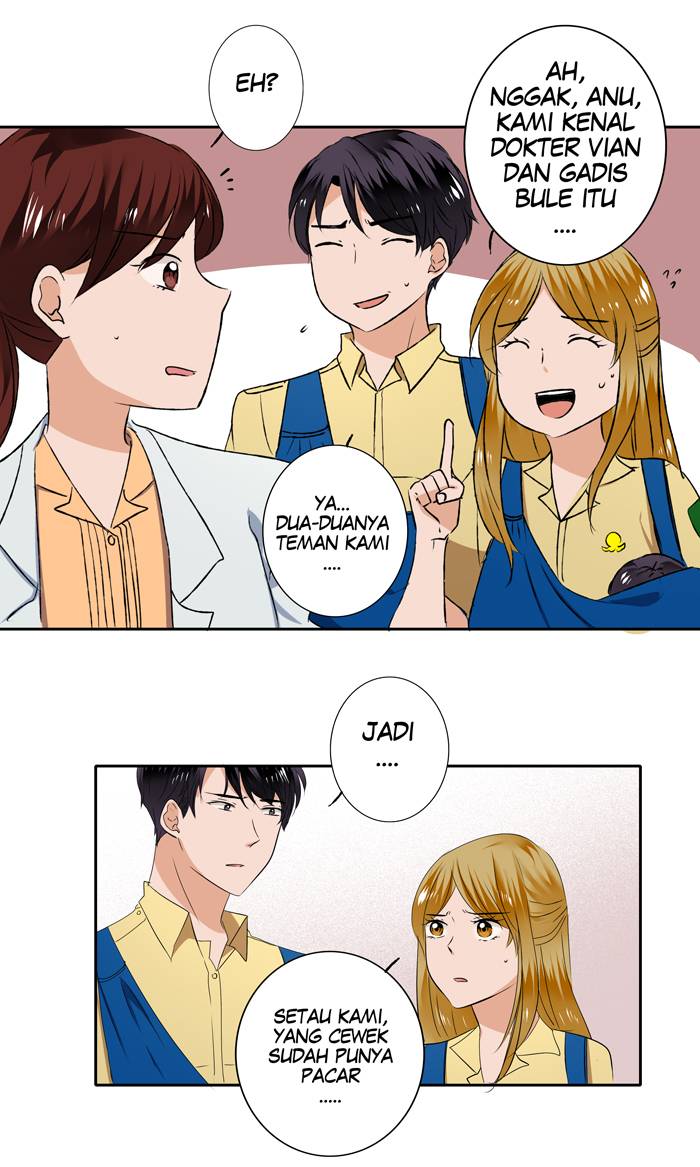 EH?
AH,
NGGAK, ANU,
KAMI KENAL
DOKTER VIAN
DAN GADIS
BULE ITU
....
YA...
DUA-DUANYA
TEMAN KAMI
....
JADI
....
SETAU KAMI,
YANG CEWEK
SUDAH PUNYA
PACAR
.....